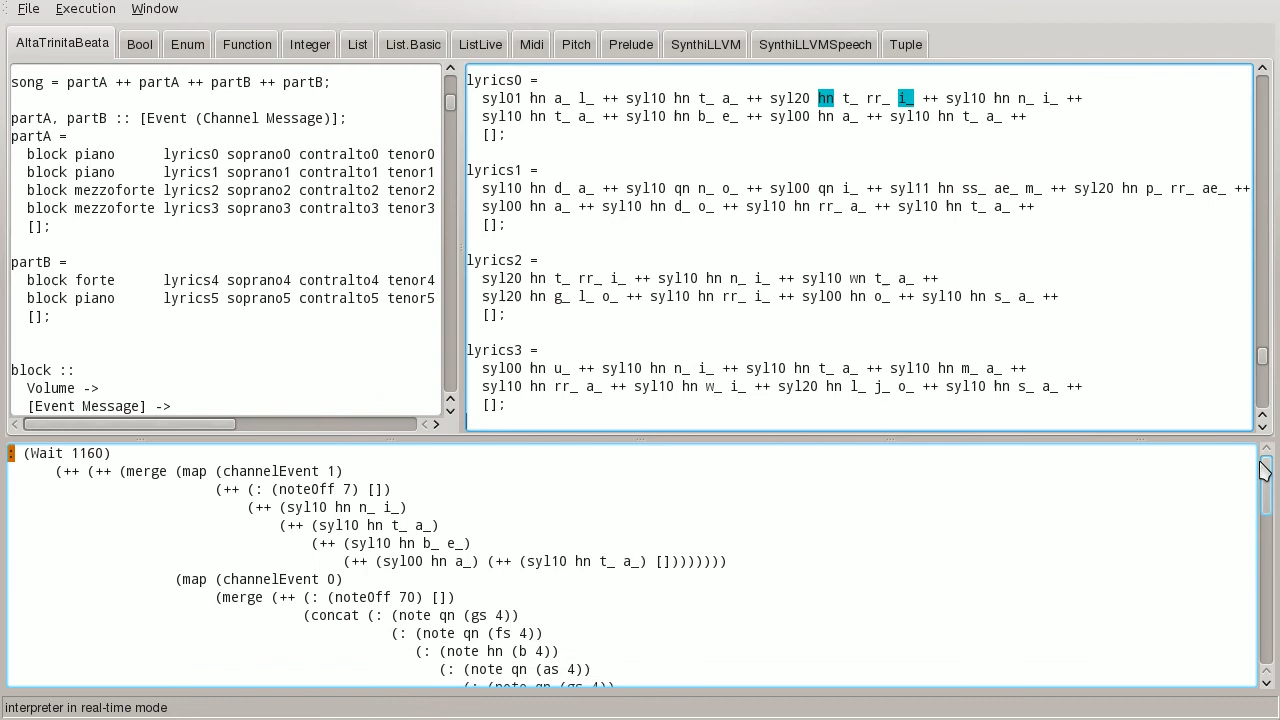 File Execution Window
AltaTrinitaBeata Bool Enum Function Integer List List.Basic ListLive Midi Pitch Prelude SynthiLLVM SynthiLLVMSpeech Tuple
song = partA ++ partA ++ partB ++ partB;
partA, partB :: [Event (Channel Message)];
partA =
block piano lyrics0 soprano0 contralto0 tenor0
block piano lyrics1 soprano1 contralto1 tenor1
block mezzoforte lyrics2 soprano2 contralto2 tenor2
block mezzoforte lyrics3 soprano3 contralto3 tenor3
[];
partB =
block forte lyrics4 soprano4 contralto4 tenor4
block piano lyrics5 soprano5 contralto5 tenor5
[];
block ::
Volume ->
[Event Message] ->
lyrics0 =
syl01 hn a_ l_ ++ syl10 hn t_ a_ ++ syl20 hn t_ rr_ i_ ++ syl10 hn n_ i_ ++
syl10 hn t_ a_ ++ syl10 hn b_ e_ ++ syl00 hn a_ ++ syl10 hn t_ a_ ++
[];
lyrics1 =
syl10 hn d_ a_ ++ syl10 qn n_ o_ ++ syl00 qn i_ ++ syl11 hn ss_ ae_ m_ ++ syl20 hn p_ rr_ ae_ ++
syl00 hn a_ ++ syl10 hn d_ o_ ++ syl10 hn rr_ a_ ++ syl10 hn t_ a_ ++
[];
lyrics2 =
syl20 hn t_ rr_ i_ ++ syl10 hn n_ i_ ++ syl10 wn t_ a_ ++
syl20 hn g_ l_ o_ ++ syl10 hn rr_ i_ ++ syl00 hn o_ ++ syl10 hn s_ a_ ++
[];
lyrics3 =
syl00 hn u_ ++ syl10 hn n_ i_ ++ syl10 hn t_ a_ ++ syl10 hn m_ a_ ++
syl10 hn rr_ a_ ++ syl10 hn w_ i_ ++ syl20 hn l_ j_ o_ ++ syl10 hn s_ a_ ++
[];
: (Wait 1160)
(++ (++ (merge (map (channelEvent 1)
(++ (: (noteOff 7) [])
(++ (syl10 hn n_ i_)
(++ (syl10 hn t_ a_)
(++ (syl10 hn b_ e_)
(++ (syl00 hn a_) (++ (syl10 hn t_ a_) [])))))))
(map (channelEvent 0)
(merge (++ (: (noteOff 70) [])
(concat (: (note qn (gs 4))
(: (note qn (fs 4))
(: (note hn (b 4))
(: (note qn (as 4))
(: (note qn (gs 4))
interpreter in real-time mode